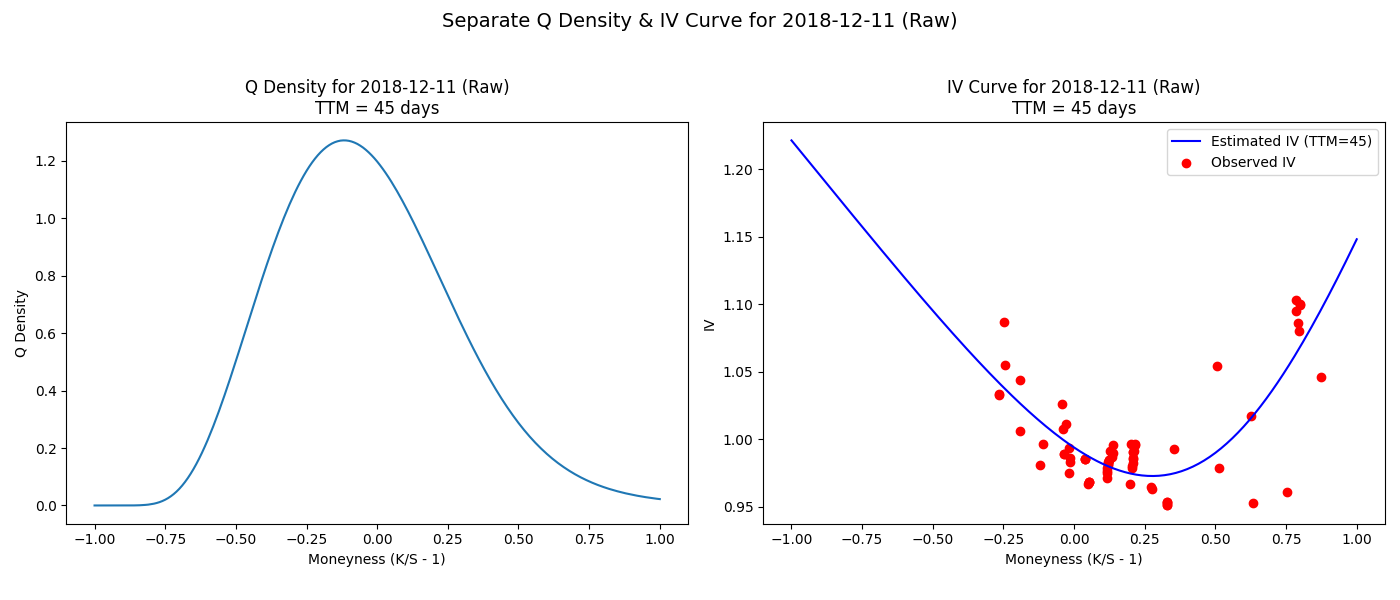 Separate Q Density & IV Curve for 2018-12-11 (Raw)
Q Density for 2018-12-11 (Raw)
TTM = 45 days
Q Density
1.2
1.0
0.8
0.6
0.4
0.2
0.0
−1.00 −0.75 −0.50 −0.25 0.00 0.25 0.50 0.75 1.00
Moneyness (K/S - 1)
IV Curve for 2018-12-11 (Raw)
TTM = 45 days
Estimated IV (TTM=45)
Observed IV
IV
1.20
1.15
1.10
1.05
1.00
0.95
−1.00 −0.75 −0.50 −0.25 0.00 0.25 0.50 0.75 1.00
Moneyness (K/S - 1)